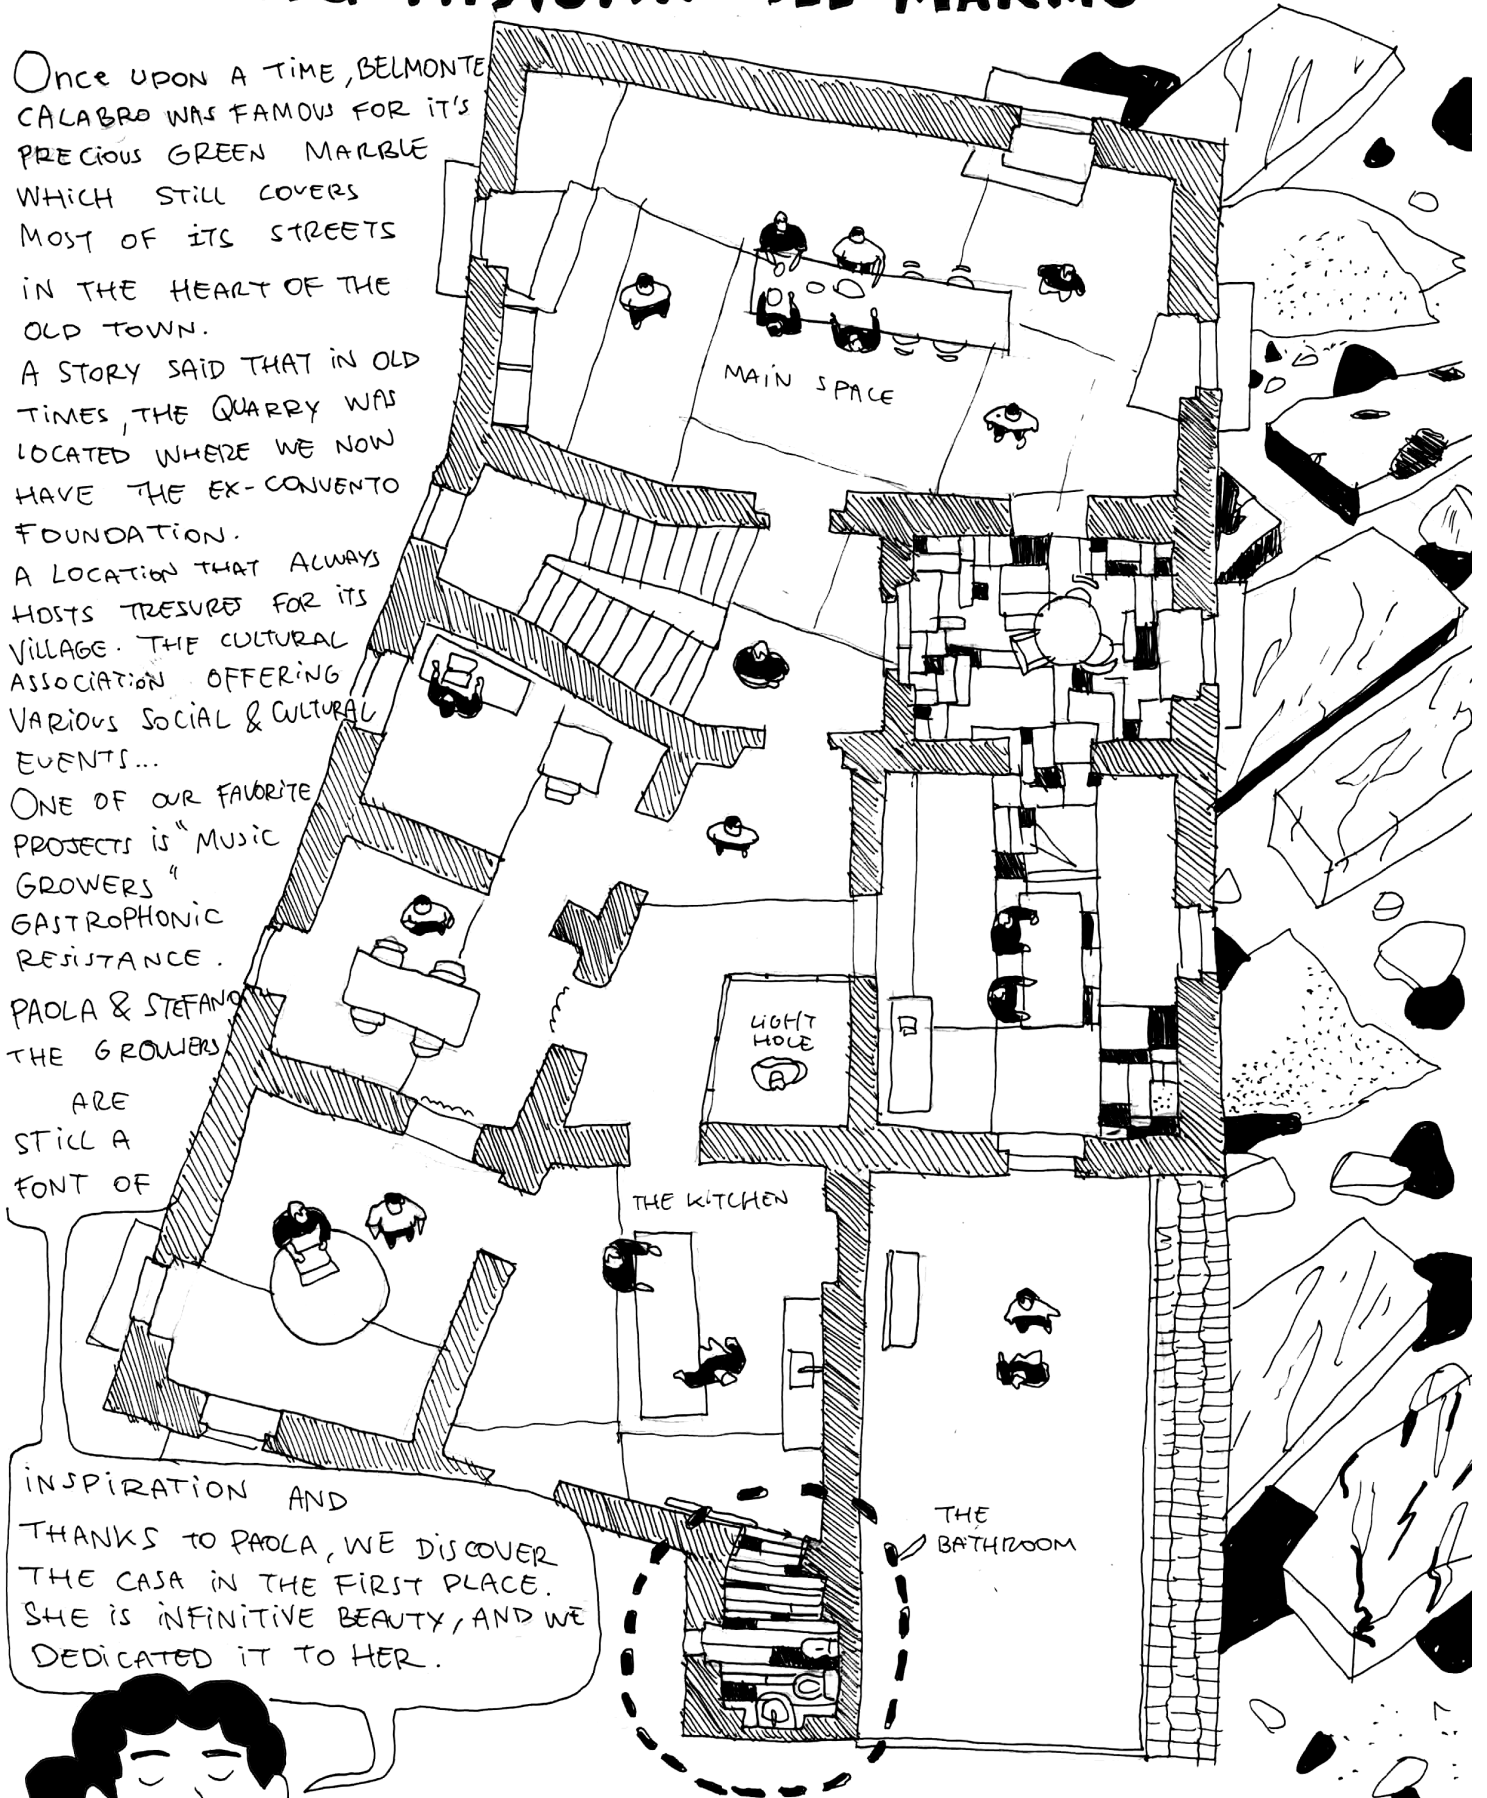 DEL MARMO
Once UPON A TiME, BELMONTE
CALABRO WAS FAMOUS FOR iT'S
PRECiOUS GREEN MARBLE
WHiCH STiLL COVERS
MOST OF iTS STREETS
iN THE HEART OF THE
OLD TOWN.
A STORY SAiD THAT iN OLD
TiMES, THE QUARRY WAS
LOCATED WHERE WE NOW
HAVE THE EX-CONVENTO
FOUNDATION.
A LOCATiON THAT ALWAYS
HOSTS TRESURES FOR iTS
ViLLAGE. THE CULTURAL
ASSOCiATiON OFFERiNG
VARiOUS SOCiAL & CULTURAL
EVENTS...
ONE OF OUR FAVORiTE
PROJECTS iS "MUSiC
GROWERS"
GASTROPHONiC
RESiSTANCE.
PAOLA & STEFANO
THE GROWERS
ARE
STiLL A
FONT OF
iNSPiRATiON AND
THANKS TO PAOLA, WE DiSCOVER
THE CASA iN THE FiRST PLACE.
SHE iS iNFiNiTiVE BEAUTY, AND WE
DEDiCATED iT TO HER.
MAiN SPACE
LiGHT
HOLE
THE KiTCHEN
THE
BATHROOM